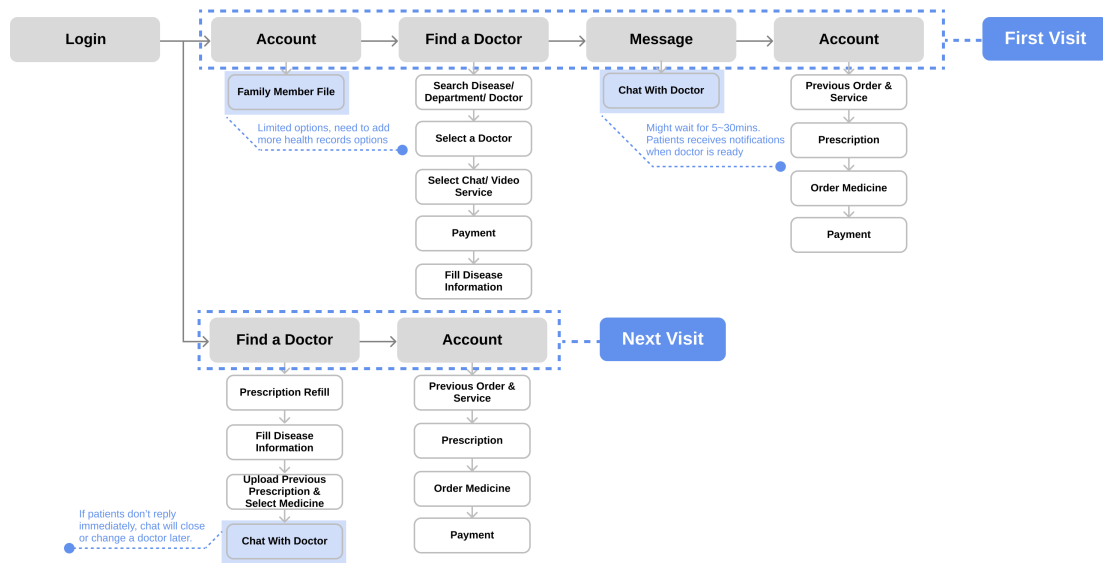 Login
Account
Find a Doctor
Message
Account
First Visit
Family Member File
Limited options, need to add
more health records options
Search Disease/
Department/ Doctor
Select a Doctor
Select Chat/ Video
Service
Payment
Fill Disease
Information
Chat With Doctor
Might wait for 5~30mins.
Patients receives notifications
when doctor is ready
Previous Order &
Service
Prescription
Order Medicine
Payment
Find a Doctor
Account
Next Visit
Prescription Refill
Fill Disease
Information
Upload Previous
Prescription &
Select Medicine
Chat With Doctor
If patients don’t reply
immediately, chat will close
or change a doctor later.
Previous Order &
Service
Prescription
Order Medicine
Payment